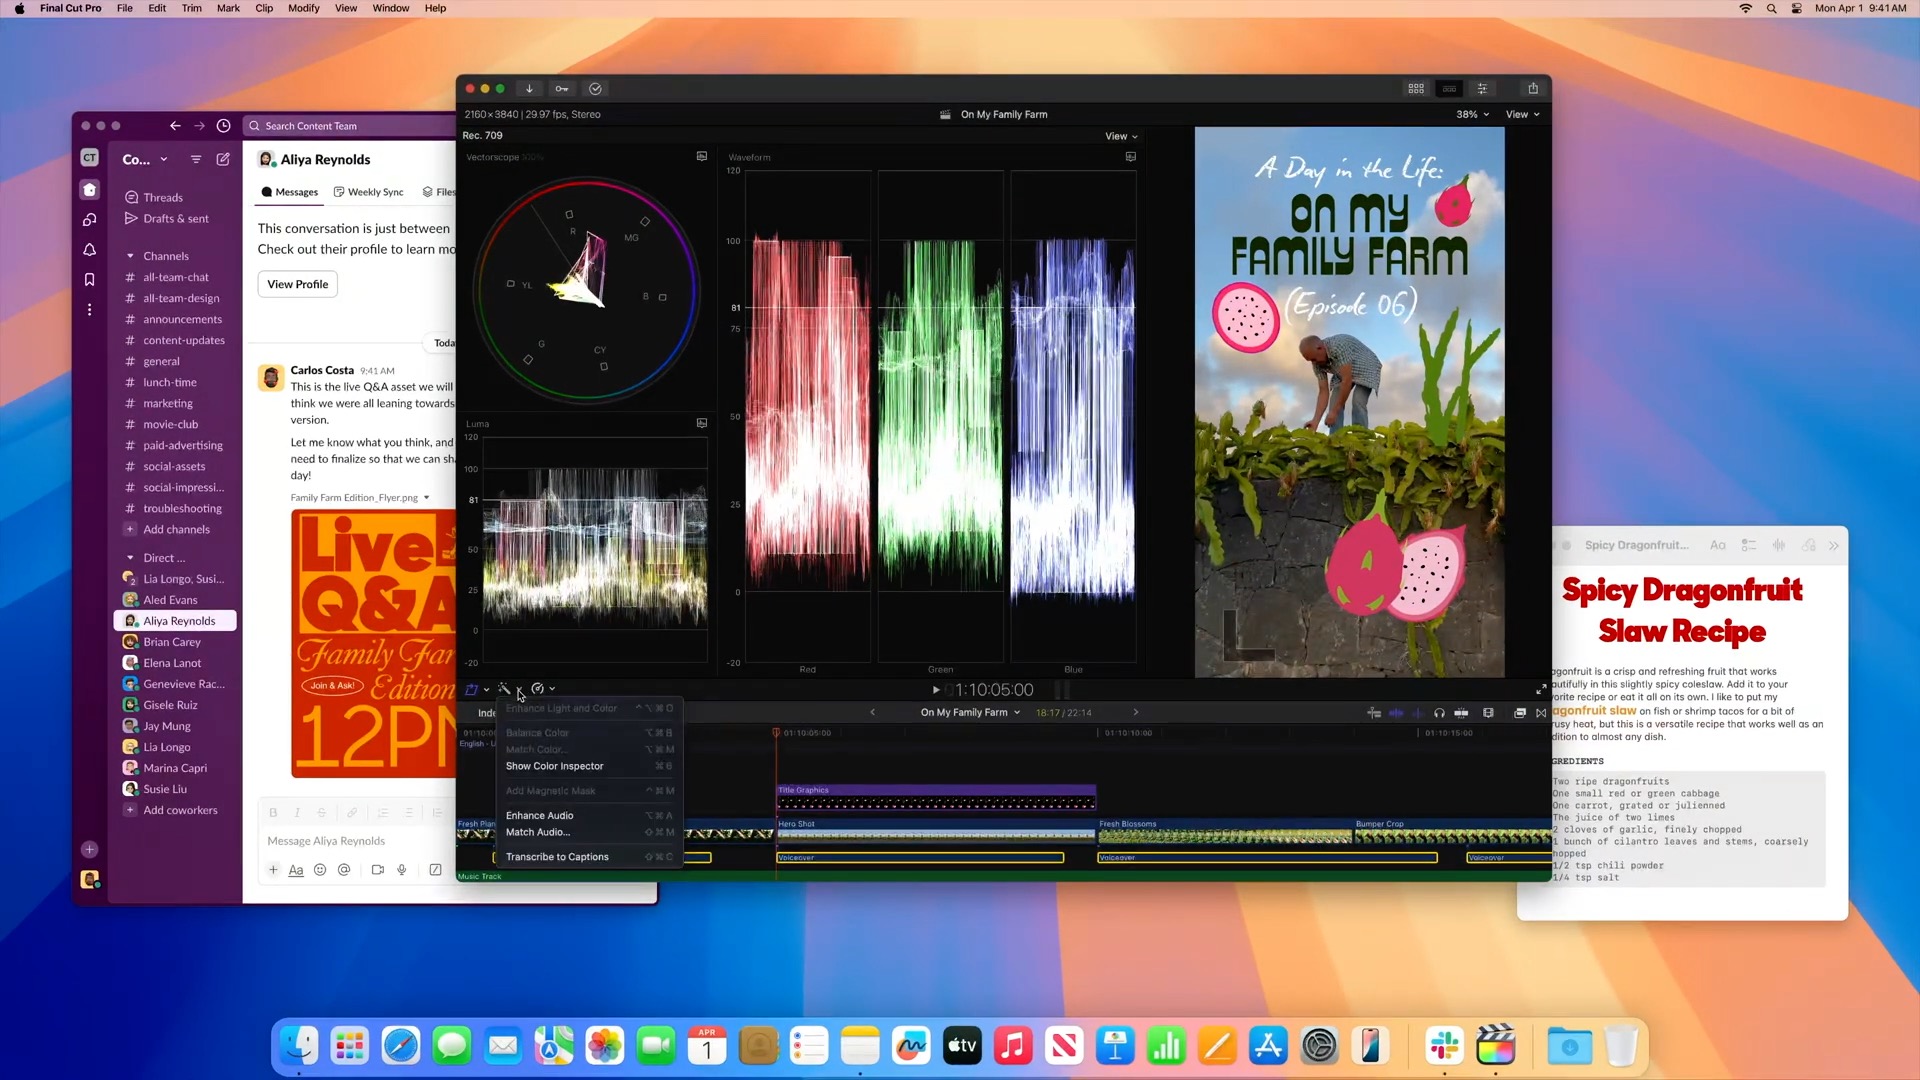 Final Cut Pro File Edit Trim Mark Clip Modify View Window Help
Mon Apr 1 9:41 AM
CT
Search Content Team
Co...
Threads
Drafts & sent
Channels
# all-team-chat
# all-team-design
# announcements
# content-updates
# general
# lunch-time
# marketing
# movie-club
# paid-advertising
# social-assets
# social-impressi...
# troubleshooting
+ Add channels
Direct ...
2 Lia Longo, Susi...
Aled Evans
Aliya Reynolds
Brian Carey
Elena Lanot
Genevieve Rac...
Gisele Ruiz
Jay Mung
Lia Longo
Marina Capri
Susie Liu
+ Add coworkers
Aliya Reynolds
Messages Weekly Sync Files
This conversation is just between
Check out their profile to learn mo
View Profile
Toda
Carlos Costa 9:41 AM
This is the live Q&A asset we will
think we were all leaning towards
version.
Let me know what you think, and
need to finalize so that we can sh
day!
Family Farm Edition_Flyer.png
Live
Q&A
Family Far
Join & Ask!
Edition
12PM
B I
Message Aliya Reynolds
+ Aa
2160×3840 | 29.97 fps, Stereo
On My Family Farm
38% View
Rec. 709
View
Vectorscope 100%
R MG B CY G YL
Luma
120
100
81
50
25
0
-20
Waveform
120
100
81
75
50
25
0
-20
Red Green Blue
A Day in the Life:
ON MY
FAMILY FARM
(Episode 06)
1:10:05:00
Inde
Enhance Light and Color ⌃⌥⌘O
Balance Color ⌥⌘B
Match Color... ⌥⌘M
Show Color Inspector ⌘6
Add Magnetic Mask ⌃⌘M
Enhance Audio ⌥⌘A
Match Audio... ⇧⌘M
Transcribe to Captions ⇧⌘C
On My Family Farm 18:17 / 22:14
01:10:0 01:10:05:00 01:10:10:00 01:10:15:00
English - U
Title Graphics
Fresh Plan Hero Shot Fresh Blossoms Bumper Crop
Voiceover Voiceover Voiceover
Music Track
Spicy Dragonfruit... Aa
Spicy Dragonfruit
Slaw Recipe
agonfruit is a crisp and refreshing fruit that works
autifully in this slightly spicy coleslaw. Add it to your
vorite recipe or eat it all on its own. I like to put my
agonfruit slaw on fish or shrimp tacos for a bit of
usy heat, but this is a versatile recipe that works well as an
dition to almost any dish.
GREDIENTS
Two ripe dragonfruits
One small red or green cabbage
One carrot, grated or julienned
The juice of two limes
2 cloves of garlic, finely chopped
1 bunch of cilantro leaves and stems, coarsely
hopped
1/2 tsp chili powder
1/4 tsp salt
APR
1
tv